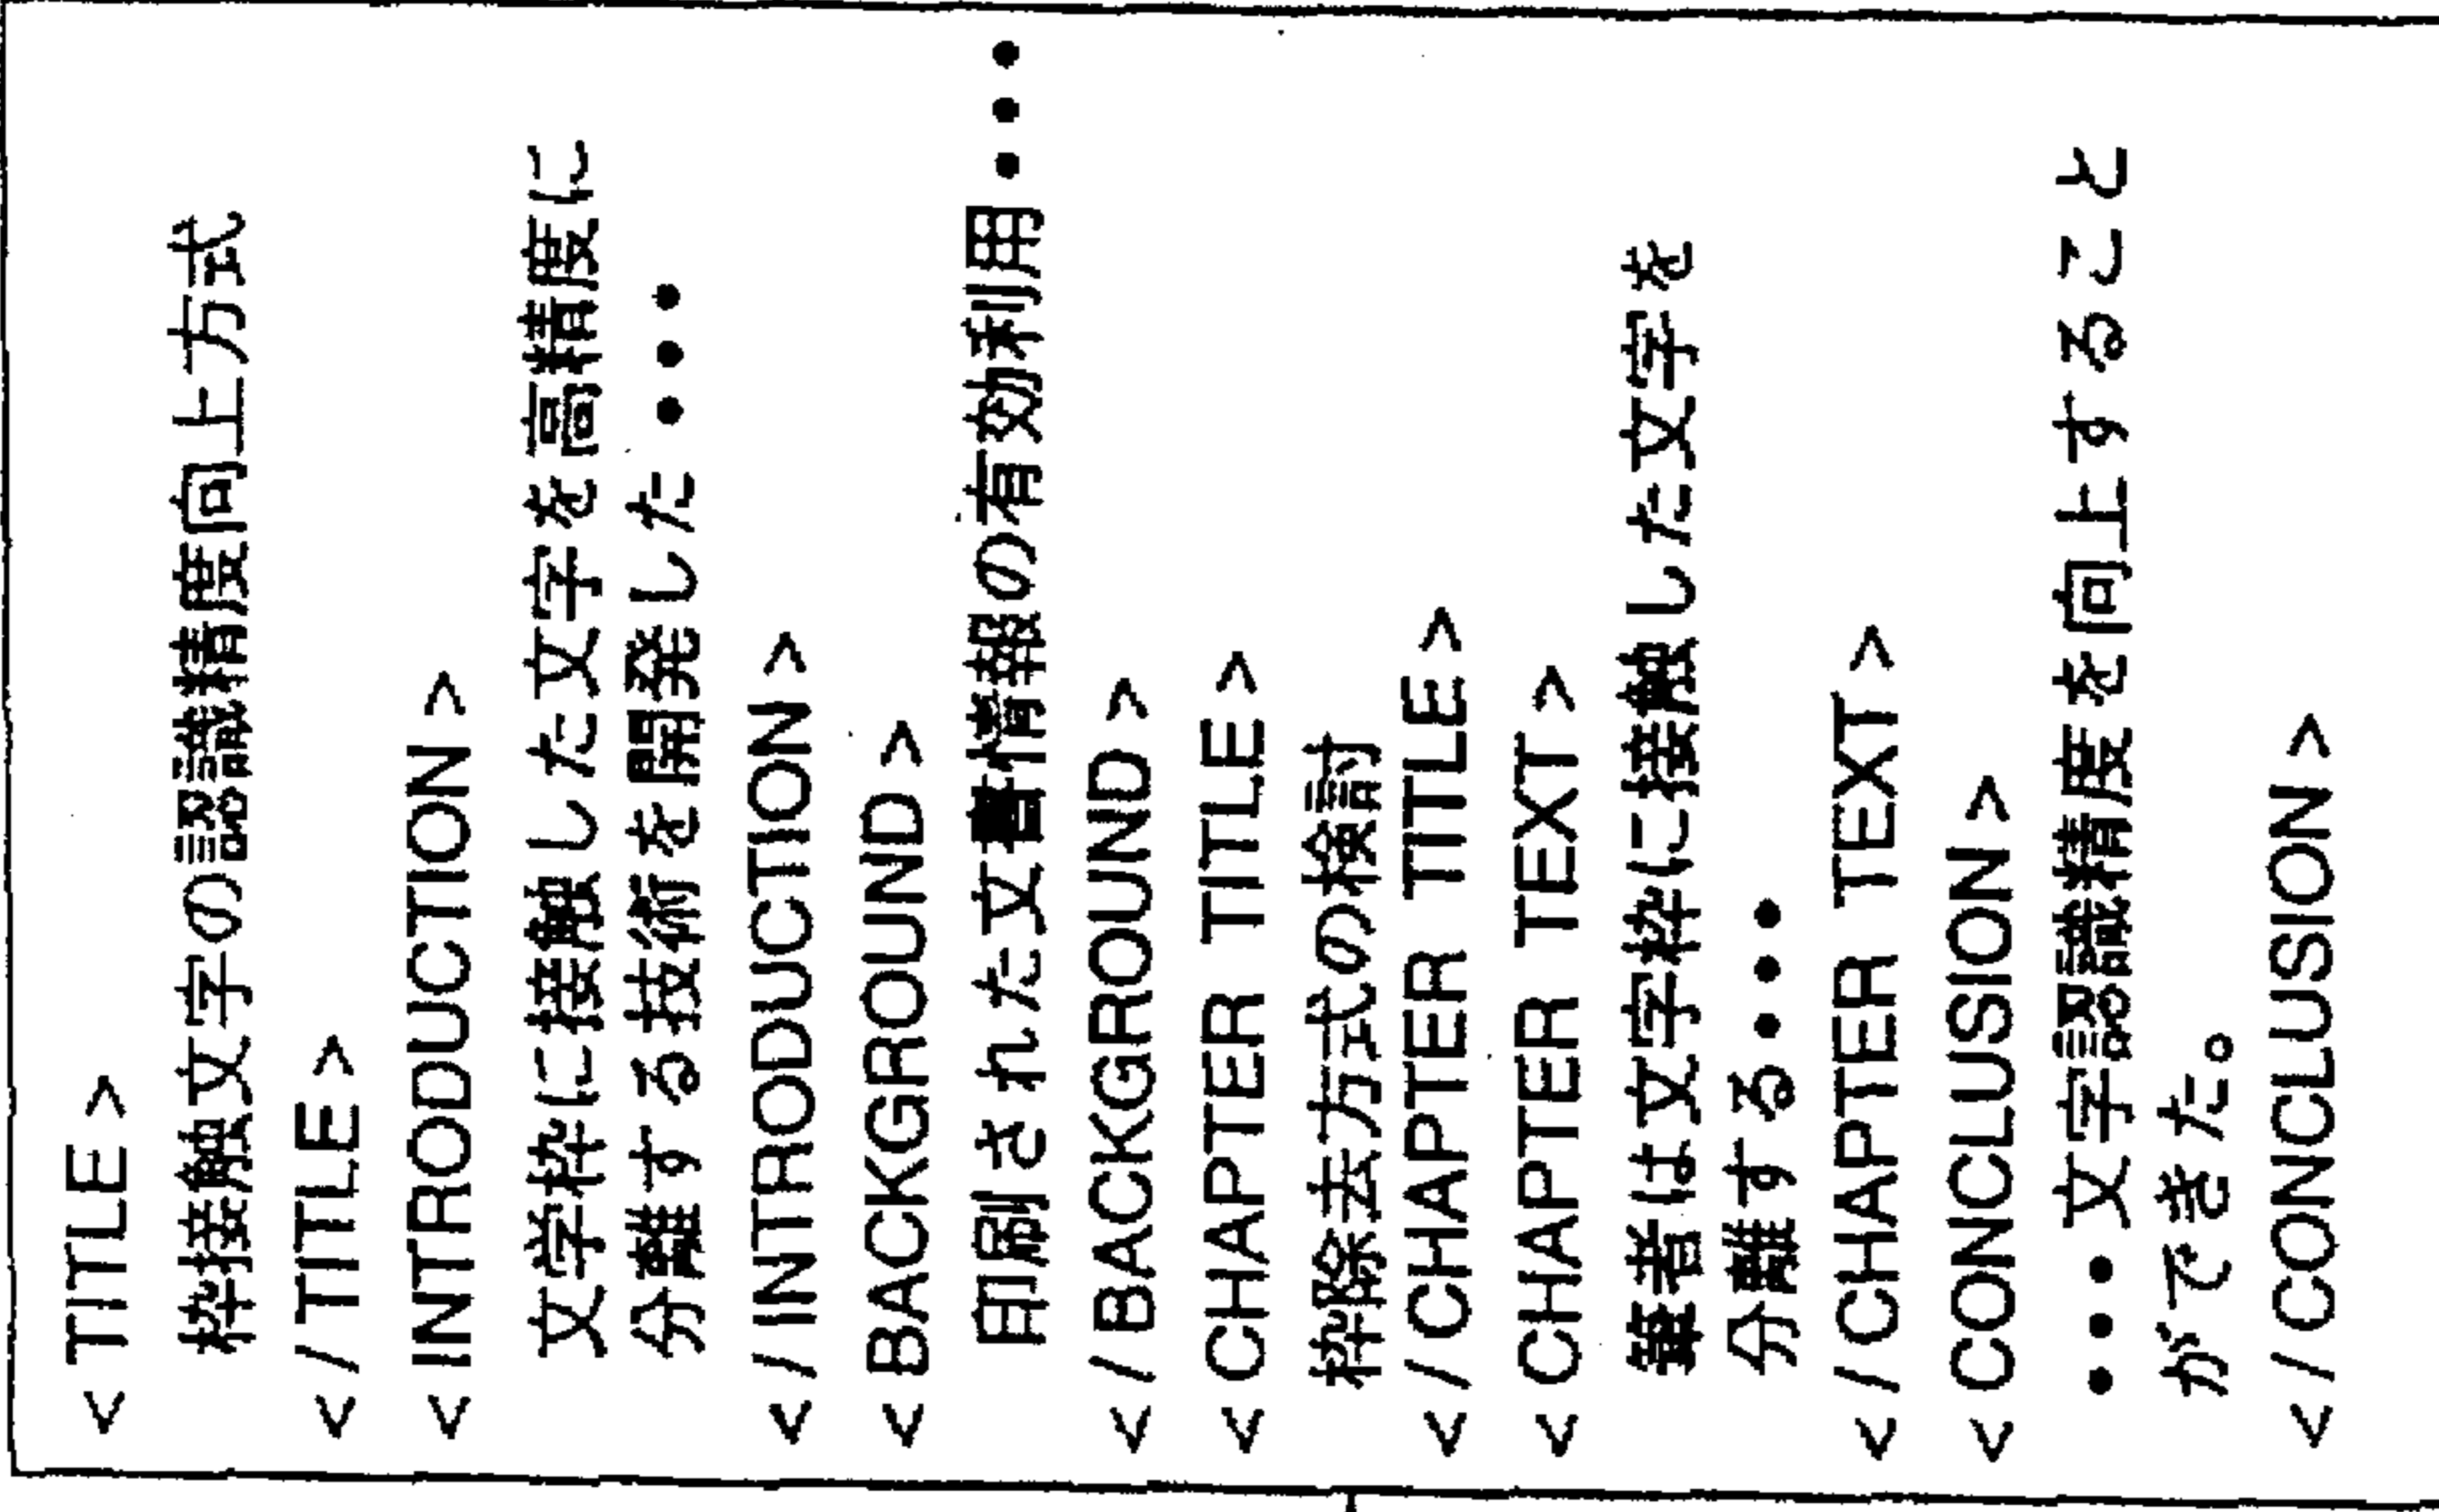 <TITLE>
枠接触文字の認識精度向上方式
</TITLE>
<INTRODUCTION>
文学枠に接触した文字を高精度に
分離する技術を開発した・・・
</INTRODUCTION>
<BACKGROUND>
印刷された文書情報の有効利用・・・
</BACKGROUND>
<CHAPTER TITLE>
枠除去方式の検討
</CHAPTER TITLE>
<CHAPTER TEXT>
筆者は文字枠に接触した文字を
分離する・・・
</CHAPTER TEXT>
<CONCLUSION>
・・・文字認識精度を向上すること
ができた。
</CONCLUSION>